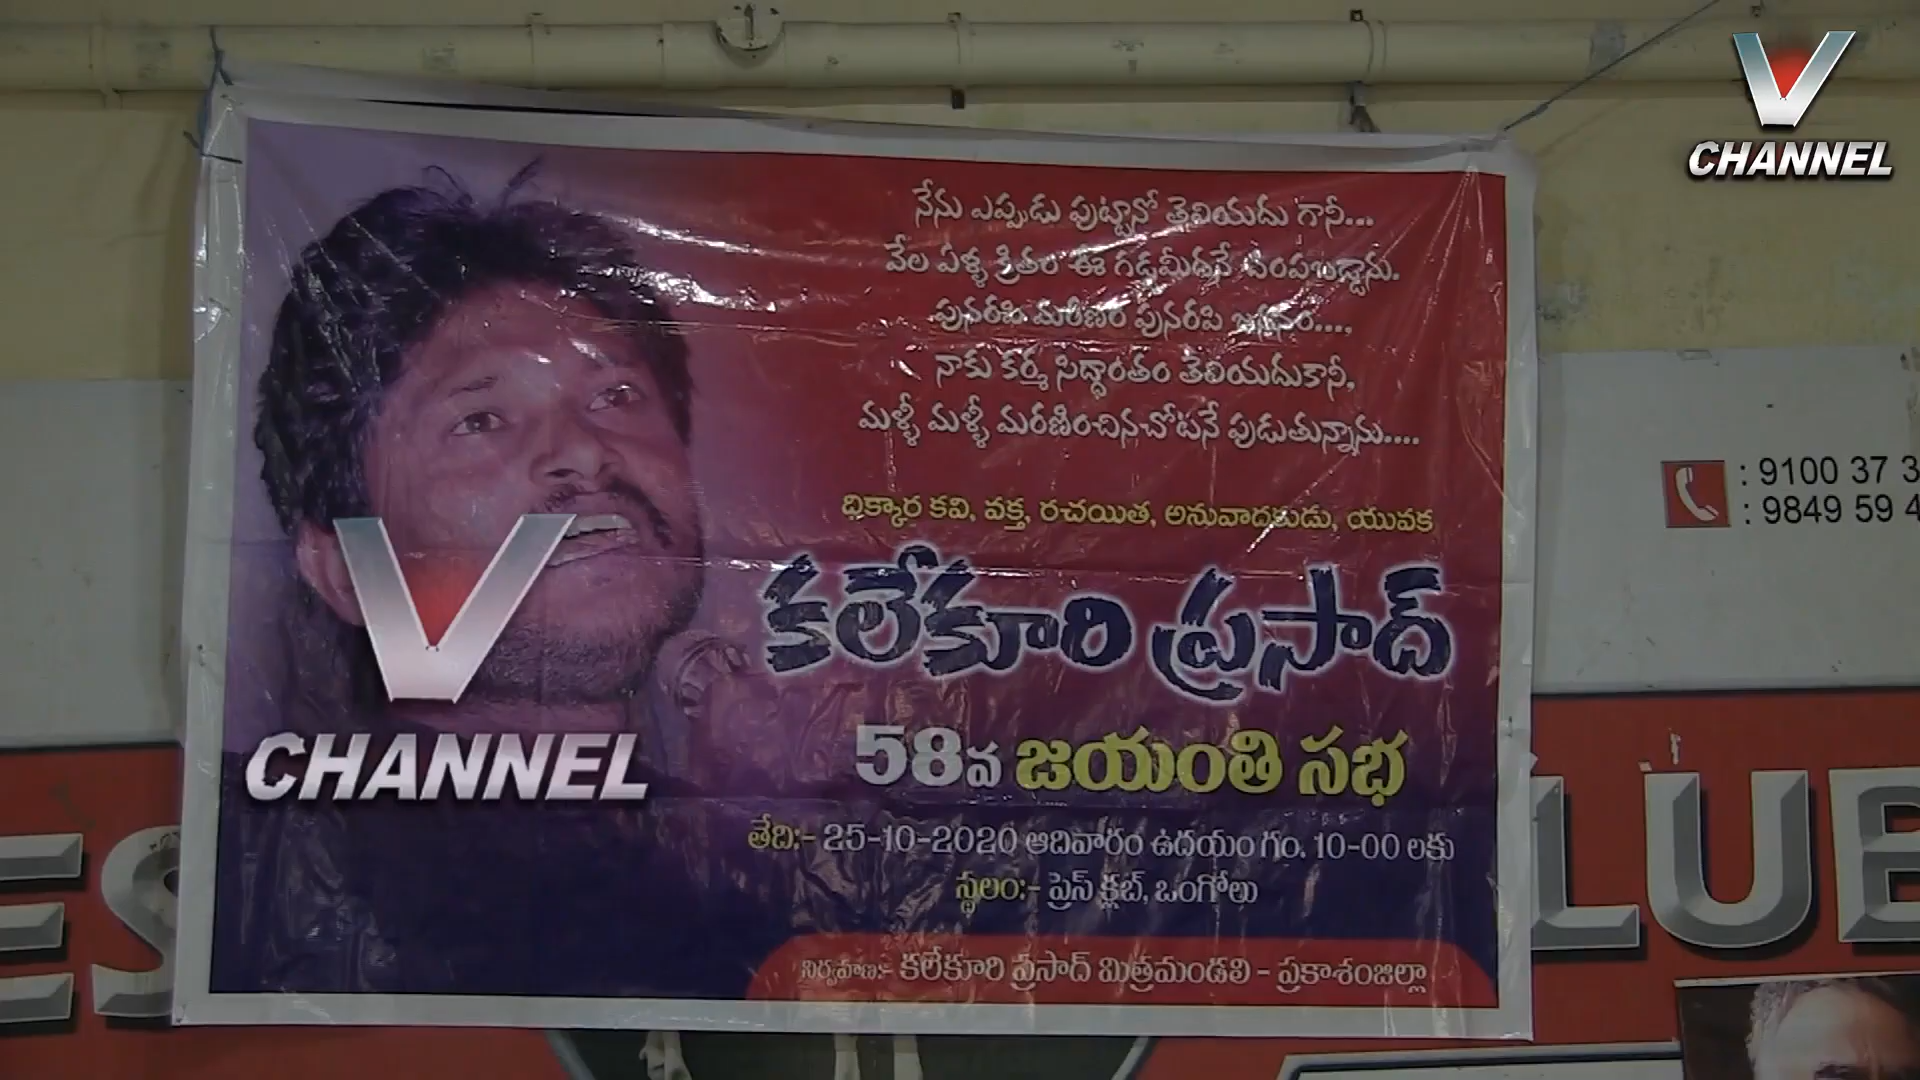 V
CHANNEL
నేను ఎప్పుడు పుట్టానో తెలియదు గానీ...
వేల ఏళ్ళ క్రితం ఈ గడ్డమీద్నే చంపబడ్డాను.
పునరపి మరణం పునరపి జననం....,
నాకు కర్మ సిద్ధాంతం తెలియదుకానీ,
మళ్ళీ మళ్ళీ మరణించినచోటనే పుడుతున్నాను....
: 9100 37 3
: 9849 59 4
ధిక్కార కవి, వక్త, రచయిత, అనువాదకుడు, యువక
కలేకూరి ప్రసాద్
V
CHANNEL
58వ జయంతి సభ
తేది:- 25-10-2020 ఆదివారం ఉదయం గం. 10-00 లకు
స్థలం:- ప్రెస్ క్లబ్, ఒంగోలు
నిర్వహణ:- కలేకూరి ప్రసాద్ మిత్రమండలి - ప్రకాశంజిల్లా
ES
LUB